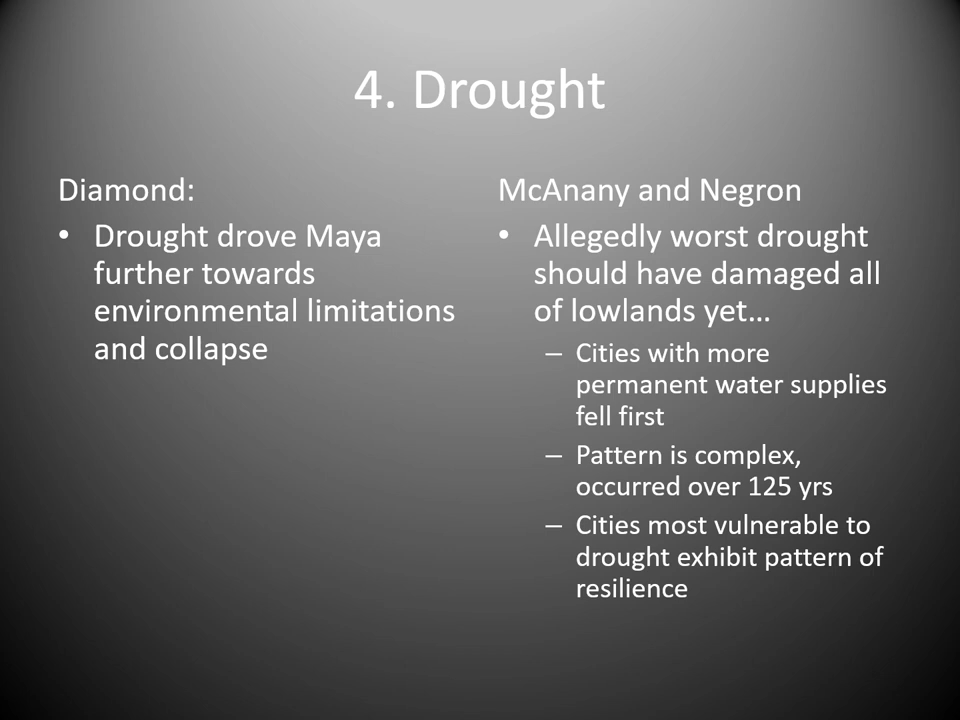 4. Drought
Diamond:
• Drought drove Maya
further towards
environmental limitations
and collapse
McAnany and Negron
• Allegedly worst drought
should have damaged all
of lowlands yet…
– Cities with more
permanent water supplies
fell first
– Pattern is complex,
occurred over 125 yrs
– Cities most vulnerable to
drought exhibit pattern of
resilience